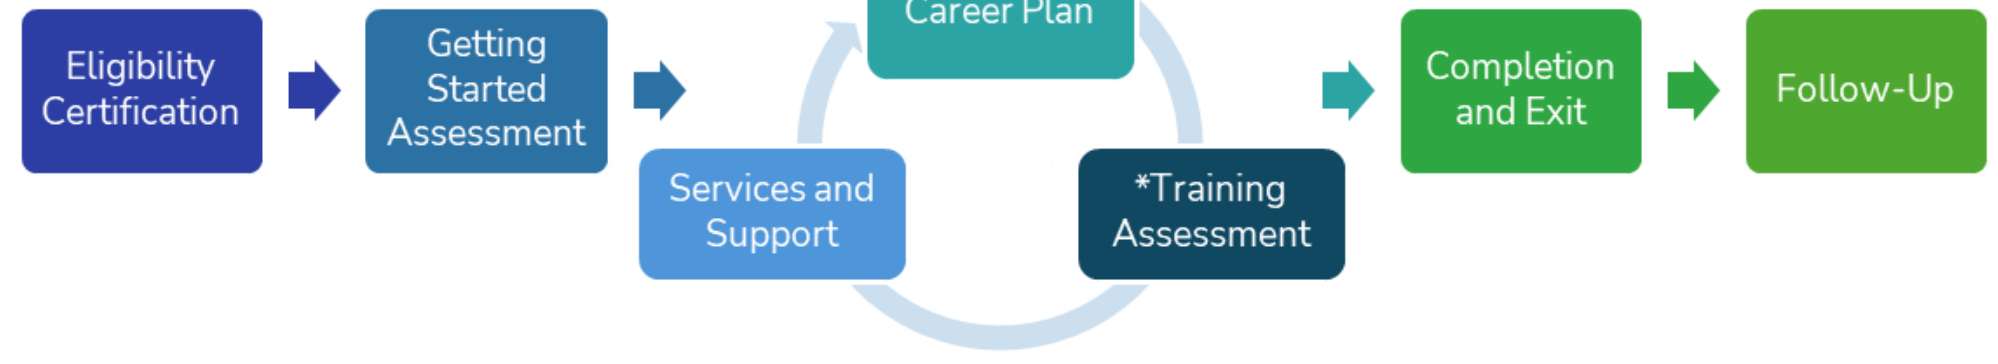 Eligibility
Certification
Getting
Started
Assessment
Career Plan
Services and
Support
*Training
Assessment
Completion
and Exit
Follow-Up